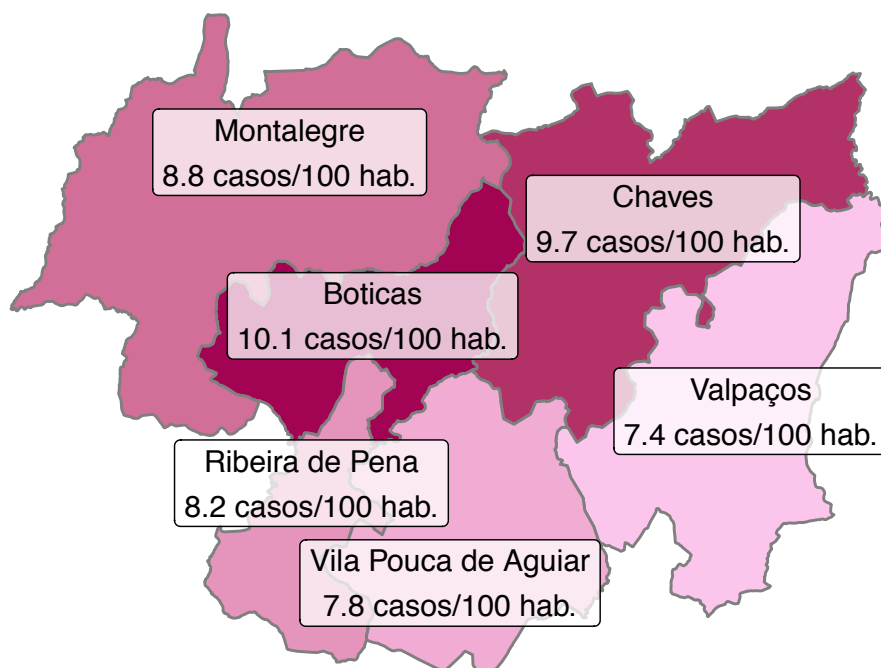 Montalegre
8.8 casos/100 hab.
Chaves
9.7 casos/100 hab.
Boticas
10.1 casos/100 hab.
Valpaços
7.4 casos/100 hab.
Ribeira de Pena
8.2 casos/100 hab.
Vila Pouca de Aguiar
7.8 casos/100 hab.